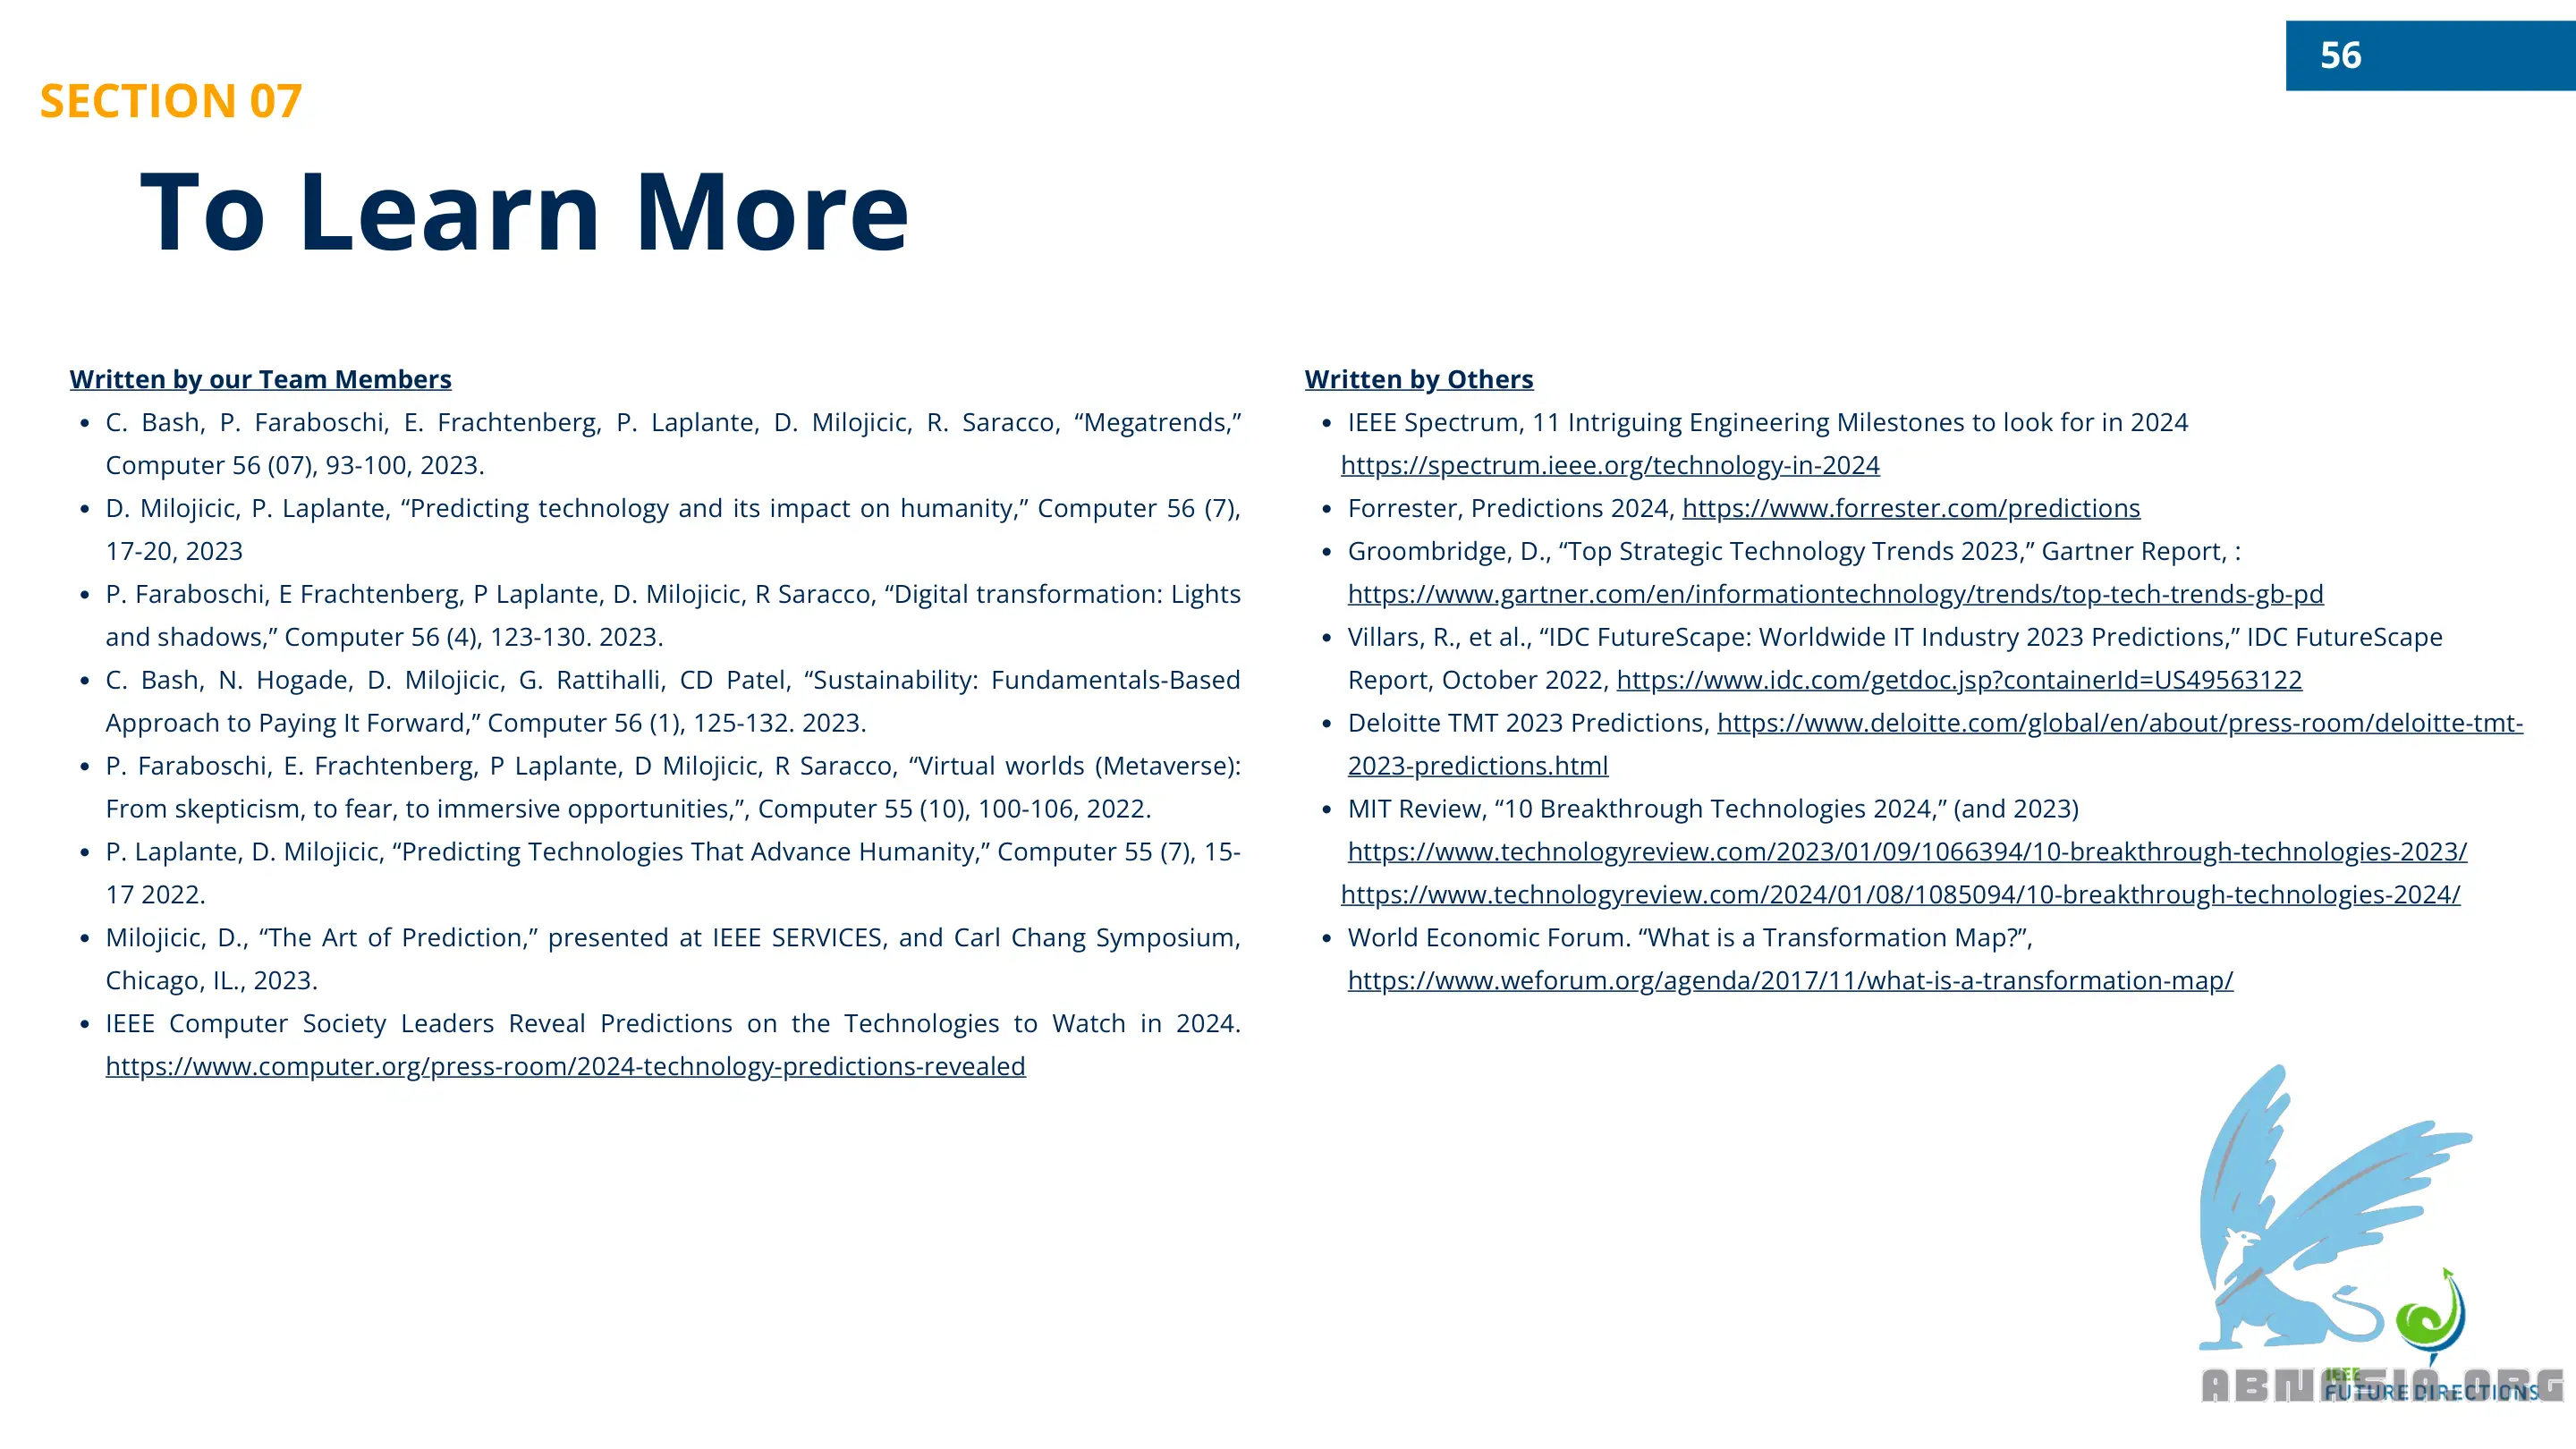 56
SECTION 07
To Learn More
Written by our Team Members
• C. Bash, P. Faraboschi, E. Frachtenberg, P. Laplante, D. Milojicic, R. Saracco, “Megatrends,”
Computer 56 (07), 93-100, 2023.
• D. Milojicic, P. Laplante, “Predicting technology and its impact on humanity,” Computer 56 (7),
17-20, 2023
• P. Faraboschi, E Frachtenberg, P Laplante, D. Milojicic, R Saracco, “Digital transformation: Lights
and shadows,” Computer 56 (4), 123-130. 2023.
• C. Bash, N. Hogade, D. Milojicic, G. Rattihalli, CD Patel, “Sustainability: Fundamentals-Based
Approach to Paying It Forward,” Computer 56 (1), 125-132. 2023.
• P. Faraboschi, E. Frachtenberg, P Laplante, D Milojicic, R Saracco, “Virtual worlds (Metaverse):
From skepticism, to fear, to immersive opportunities,”, Computer 55 (10), 100-106, 2022.
• P. Laplante, D. Milojicic, “Predicting Technologies That Advance Humanity,” Computer 55 (7), 15-
17 2022.
• Milojicic, D., “The Art of Prediction,” presented at IEEE SERVICES, and Carl Chang Symposium,
Chicago, IL., 2023.
• IEEE Computer Society Leaders Reveal Predictions on the Technologies to Watch in 2024.
https://www.computer.org/press-room/2024-technology-predictions-revealed
Written by Others
• IEEE Spectrum, 11 Intriguing Engineering Milestones to look for in 2024
https://spectrum.ieee.org/technology-in-2024
• Forrester, Predictions 2024, https://www.forrester.com/predictions
• Groombridge, D., “Top Strategic Technology Trends 2023,” Gartner Report, :
https://www.gartner.com/en/informationtechnology/trends/top-tech-trends-gb-pd
• Villars, R., et al., “IDC FutureScape: Worldwide IT Industry 2023 Predictions,” IDC FutureScape
Report, October 2022, https://www.idc.com/getdoc.jsp?containerId=US49563122
• Deloitte TMT 2023 Predictions, https://www.deloitte.com/global/en/about/press-room/deloitte-tmt-
2023-predictions.html
• MIT Review, “10 Breakthrough Technologies 2024,” (and 2023)
https://www.technologyreview.com/2023/01/09/1066394/10-breakthrough-technologies-2023/
https://www.technologyreview.com/2024/01/08/1085094/10-breakthrough-technologies-2024/
• World Economic Forum. “What is a Transformation Map?”,
https://www.weforum.org/agenda/2017/11/what-is-a-transformation-map/
IEEE
FUTURE DIRECTIONS
ABNASIA.ORG